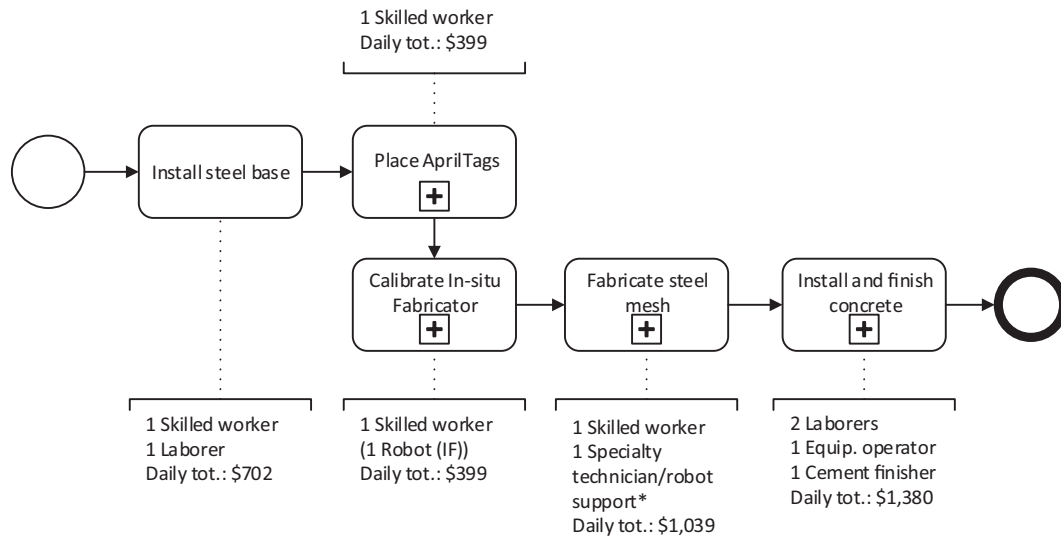 1 Skilled worker
Daily tot.: $399
Install steel base
Place AprilTags
Calibrate In-situ
Fabricator
Fabricate steel
mesh
Install and finish
concrete
1 Skilled worker
1 Laborer
Daily tot.: $702
1 Skilled worker
(1 Robot (IF))
Daily tot.: $399
1 Skilled worker
1 Specialty
technician/robot
support*
Daily tot.: $1,039
2 Laborers
1 Equip. operator
1 Cement finisher
Daily tot.: $1,380